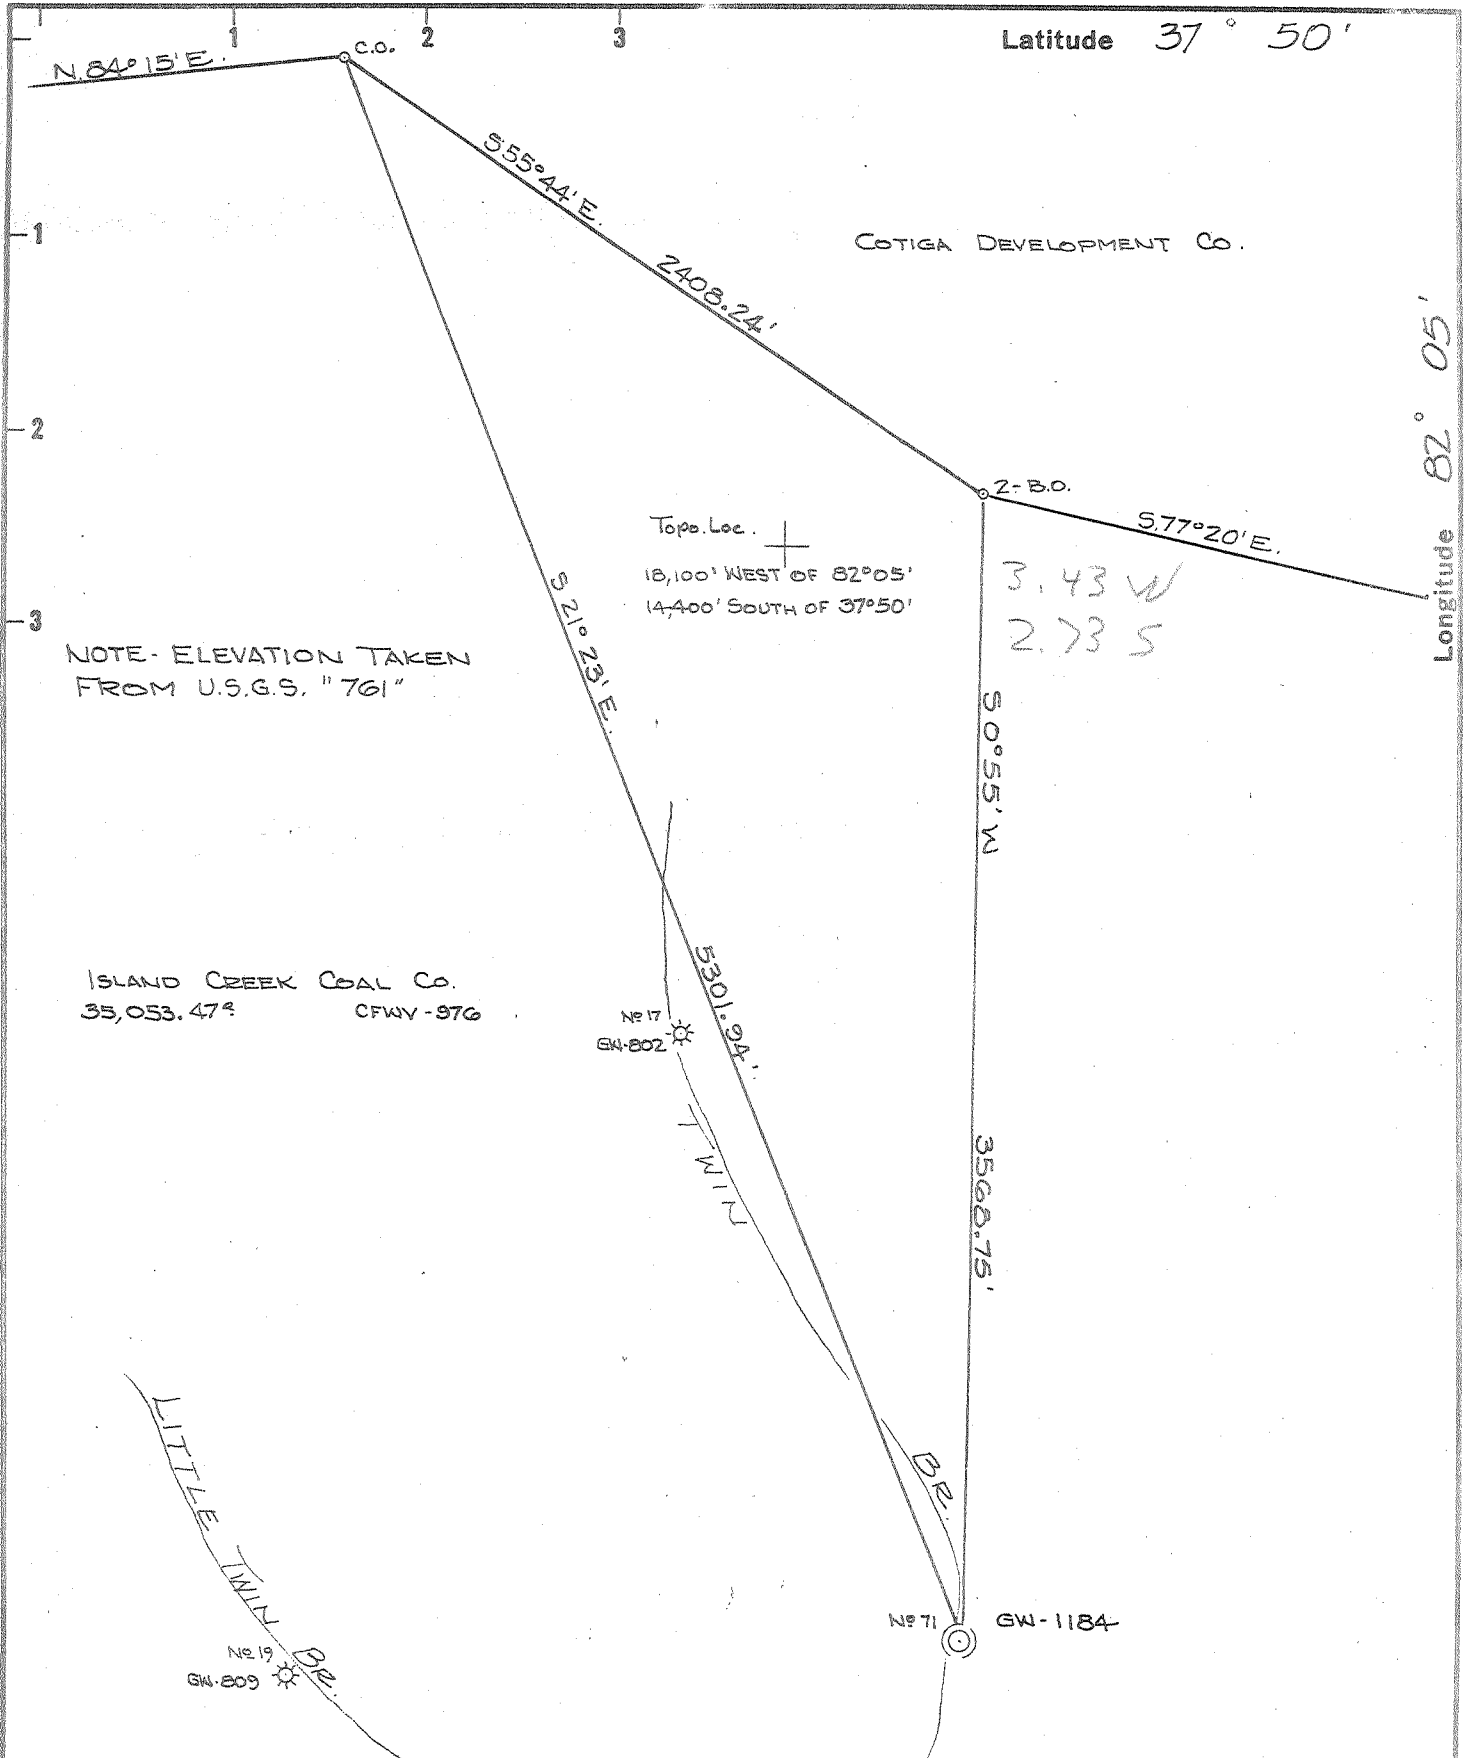 1 2 3
Latitude 37° 50'
N.84°15'E.
C.O.
S55°44'E.
2408.24'
1
COTIGA DEVELOPMENT CO.
Longitude 82° 05'
2
2-B.O.
S.77°20'E.
Topo. Loc.
18,100' WEST OF 82°05'
14,400' SOUTH OF 37°50'
3.43 W
2.73 S
3
S 21° 23' E.
NOTE- ELEVATION TAKEN
FROM U.S.G.S. "761"
S 0°55' W
ISLAND CREEK COAL CO.
35,053.47ª CFWV-976
5301.94'
No 17
GW-802
TWIN
3568.75'
LITTLE TWIN BR.
BR.
No 71 GW-1184
No 19
GW-809